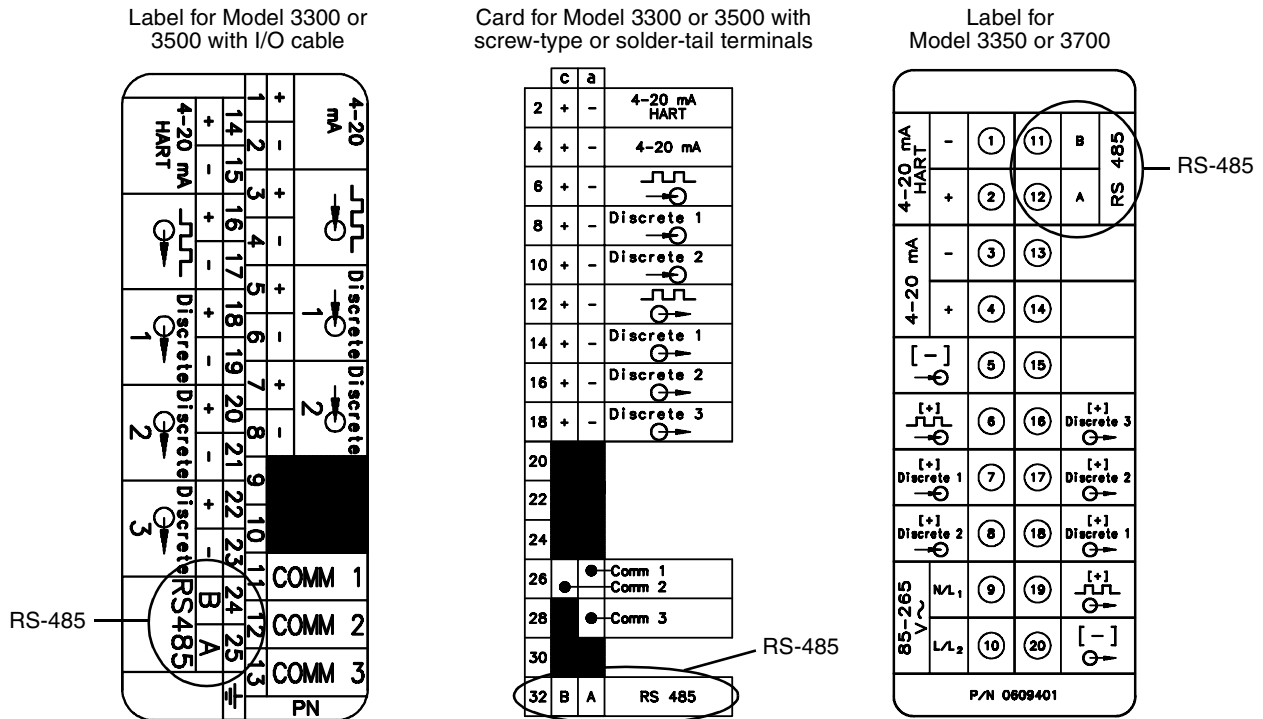 Label for Model 3300 or
3500 with I/O cable
4-20 mA
HART
+ 14
- 15
+ 16
- 17
Discrete
1
+ 18
- 19
Discrete
2
+ 20
- 21
Discrete
3
+ 22
- 23
RS485
B 24
A 25
1 +
2 -
4-20
mA
3 +
4 -
5 +
6 -
Discrete
1
7 +
8 -
Discrete
2
9
10
11 COMM 1
12 COMM 2
13 COMM 3
PN
RS-485
Card for Model 3300 or 3500 with
screw-type or solder-tail terminals
c a
2 + - 4-20 mA
HART
4 + - 4-20 mA
6 + -
8 + - Discrete 1
10 + - Discrete 2
12 + -
14 + - Discrete 1
16 + - Discrete 2
18 + - Discrete 3
20
22
24
26 Comm 1
Comm 2
28 Comm 3
30
32 B A RS 485
RS-485
Label for
Model 3350 or 3700
4-20 mA
HART
- 1 11 B
+ 2 12 A
RS 485
4-20 mA
- 3 13
+ 4 14
[-] 5 15
[+] 6 16 [+]
Discrete 3
[+] 7 17 [+]
Discrete 1 Discrete 2
[+] 8 18 [+]
Discrete 2 Discrete 1
85-265
V~
N/L1 9 19 [+]
L/L2 10 20 [-]
P/N 0609401
RS-485